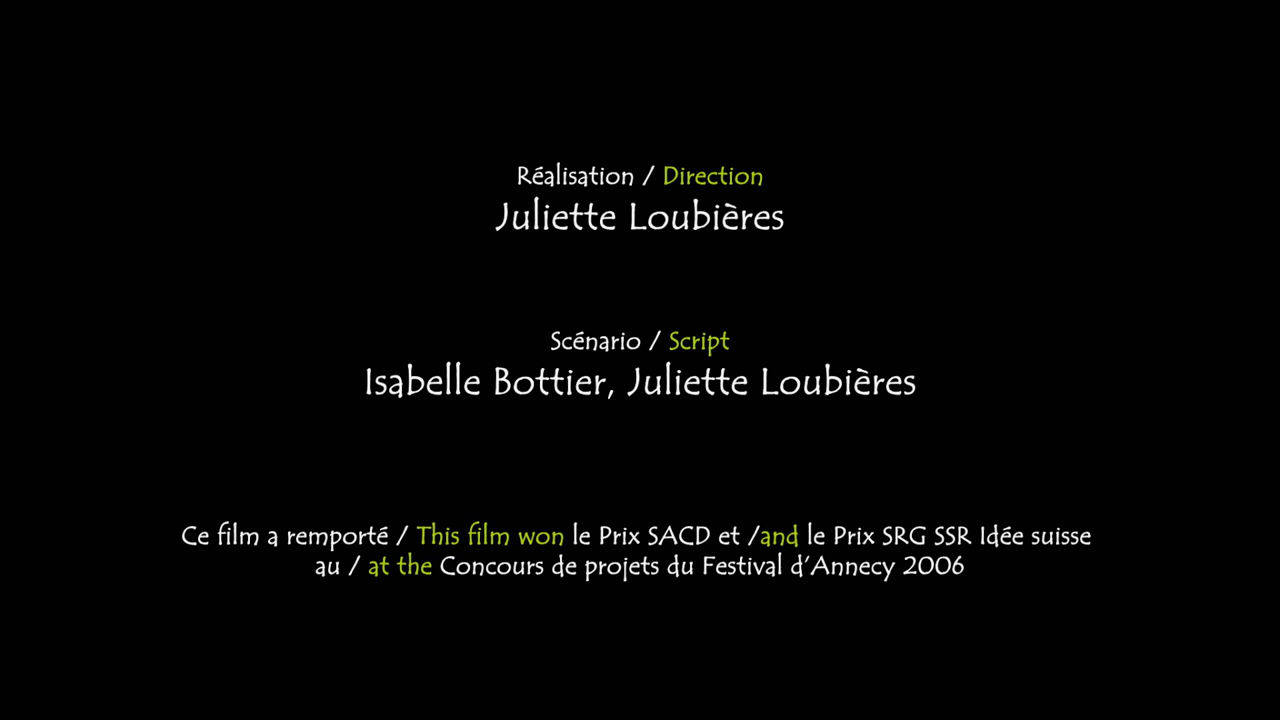 Réalisation / Direction
Juliette Loubières
Scénario / Script
Isabelle Bottier, Juliette Loubières
Ce film a remporté / This film won le Prix SACD et /and le Prix SRG SSR Idée suisse
au / at the Concours de projets du Festival d'Annecy 2006